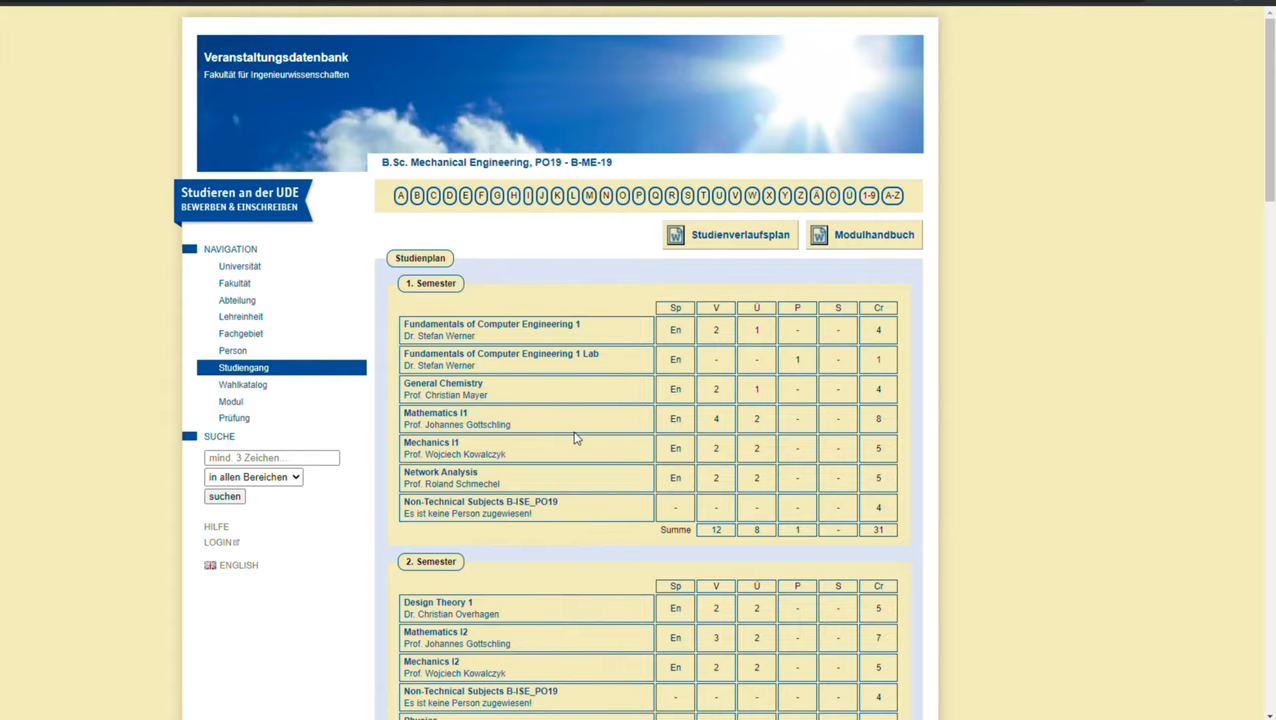 Veranstaltungsdatenbank
Fakultät für Ingenieurwissenschaften
B.Sc. Mechanical Engineering, PO19 - B-ME-19
Studieren an der UDE
BEWERBEN & EINSCHREIBEN
A B C D E F G H I J K L M N O P Q R S T U V W X Y Z Ä Ö Ü 1-9 A-Z
NAVIGATION
Universität
Fakultät
Abteilung
Lehreinheit
Fachgebiet
Person
Studiengang
Wahlkatalog
Modul
Prüfung
SUCHE
mind. 3 Zeichen...
in allen Bereichen
suchen
HILFE
LOGIN
ENGLISH
Studienverlaufsplan Modulhandbuch
Studienplan
1. Semester
Sp V Ü P S Cr
Fundamentals of Computer Engineering 1
Dr. Stefan Werner
En 2 1 - - 4
Fundamentals of Computer Engineering 1 Lab
Dr. Stefan Werner
En - - 1 - 1
General Chemistry
Prof. Christian Mayer
En 2 1 - - 4
Mathematics I1
Prof. Johannes Gottschling
En 4 2 - - 8
Mechanics I1
Prof. Wojciech Kowalczyk
En 2 2 - - 5
Network Analysis
Prof. Roland Schmechel
En 2 2 - - 5
Non-Technical Subjects B-ISE_PO19
Es ist keine Person zugewiesen!
- - - - - 4
Summe 12 8 1 - 31
2. Semester
Sp V Ü P S Cr
Design Theory 1
Dr. Christian Overhagen
En 2 2 - - 5
Mathematics I2
Prof. Johannes Gottschling
En 3 2 - - 7
Mechanics I2
Prof. Wojciech Kowalczyk
En 2 2 - - 5
Non-Technical Subjects B-ISE_PO19
Es ist keine Person zugewiesen!
- - - - - 4